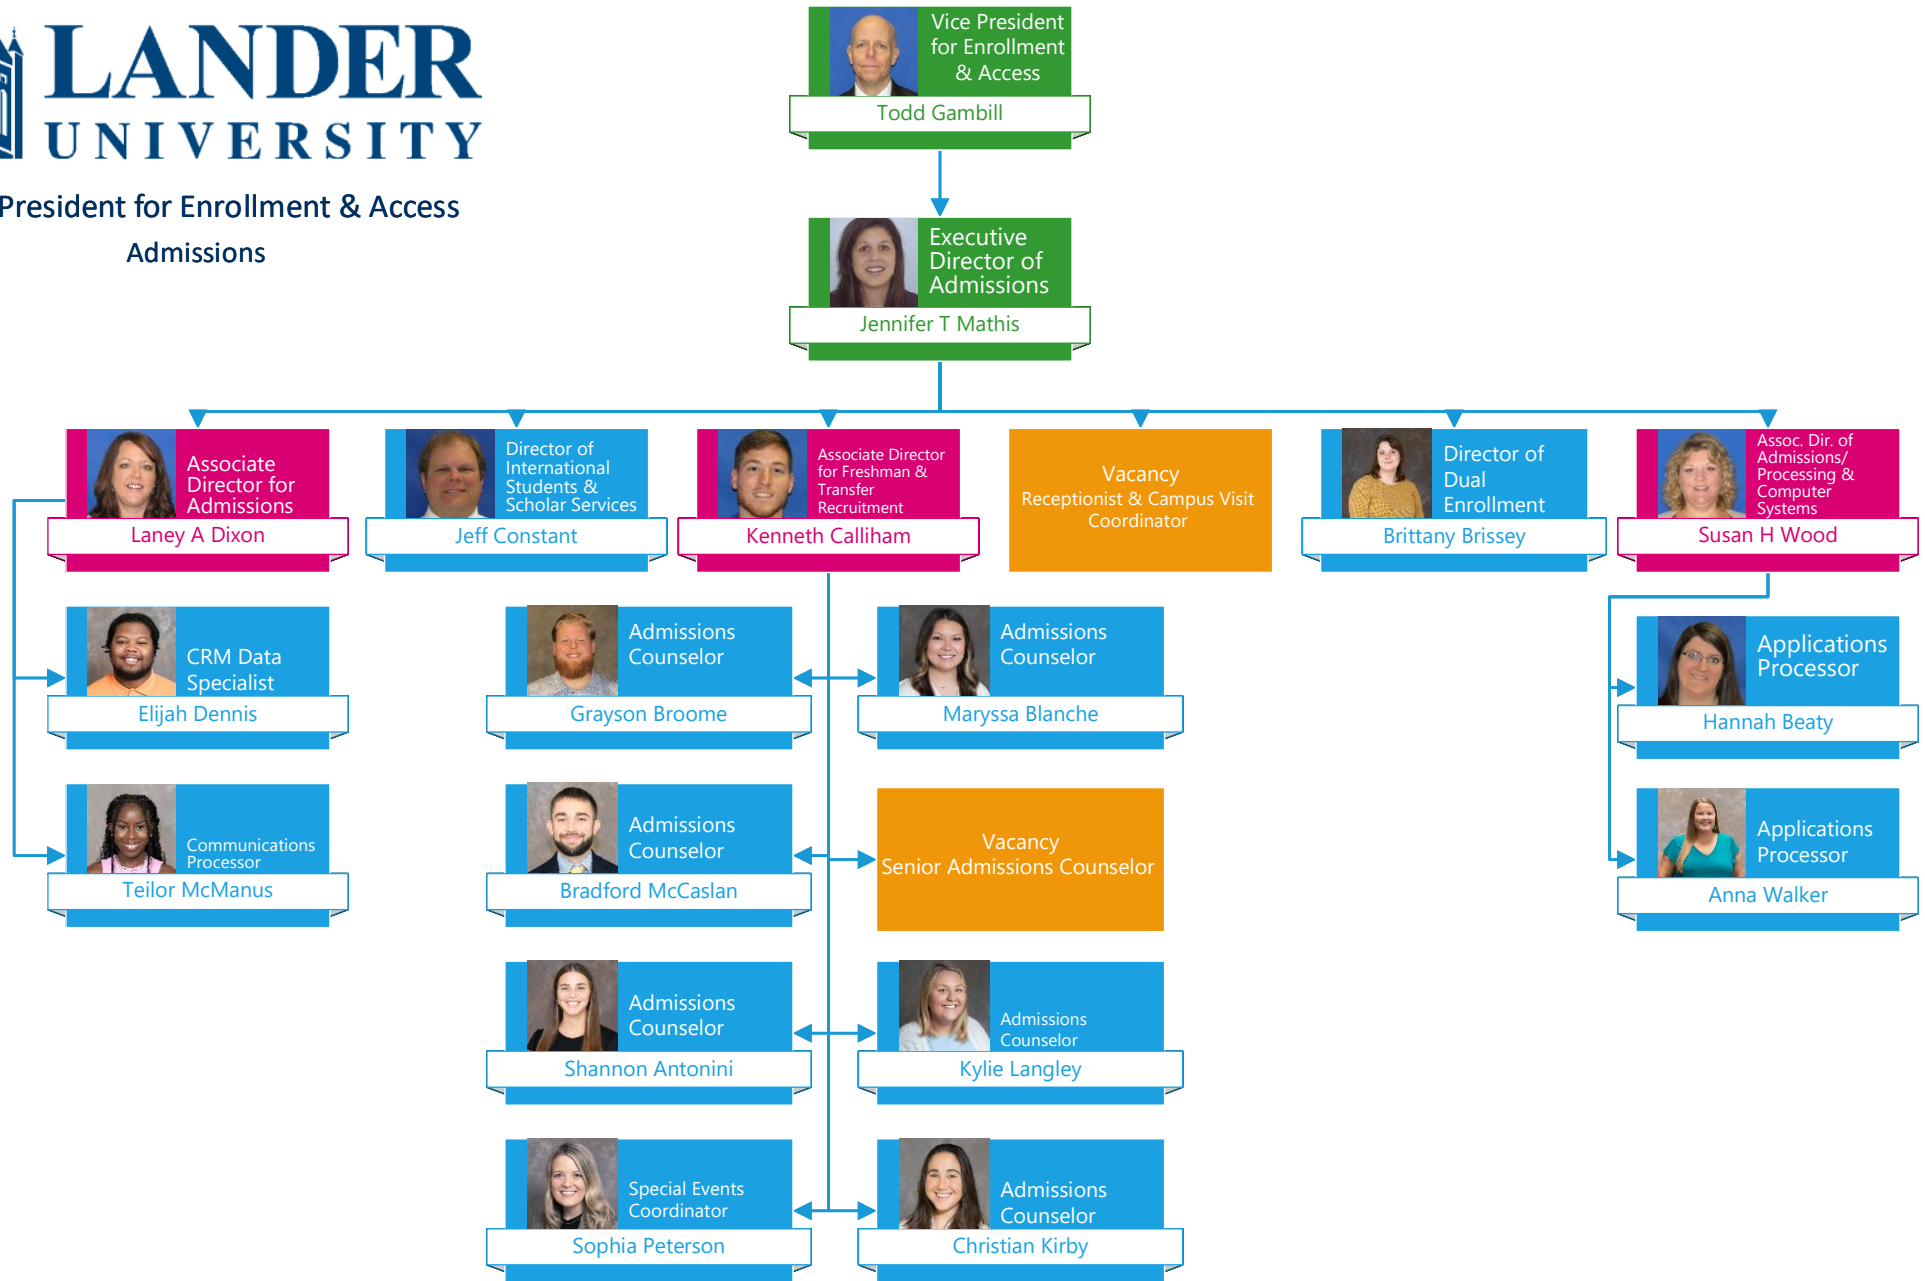 LANDER
UNIVERSITY
President for Enrollment & Access
Admissions
Vice President
for Enrollment
& Access
Todd Gambill
Executive
Director of
Admissions
Jennifer T Mathis
Associate
Director for
Admissions
Laney A Dixon
Director of
International
Students &
Scholar Services
Jeff Constant
Associate Director
for Freshman &
Transfer
Recruitment
Kenneth Calliham
Vacancy
Receptionist & Campus Visit
Coordinator
Director of
Dual
Enrollment
Brittany Brissey
Assoc. Dir. of
Admissions/
Processing &
Computer
Systems
Susan H Wood
CRM Data
Specialist
Elijah Dennis
Admissions
Counselor
Grayson Broome
Admissions
Counselor
Maryssa Blanche
Applications
Processor
Hannah Beaty
Communications
Processor
Teilor McManus
Admissions
Counselor
Bradford McCaslan
Vacancy
Senior Admissions Counselor
Applications
Processor
Anna Walker
Admissions
Counselor
Shannon Antonini
Admissions
Counselor
Kylie Langley
Special Events
Coordinator
Sophia Peterson
Admissions
Counselor
Christian Kirby